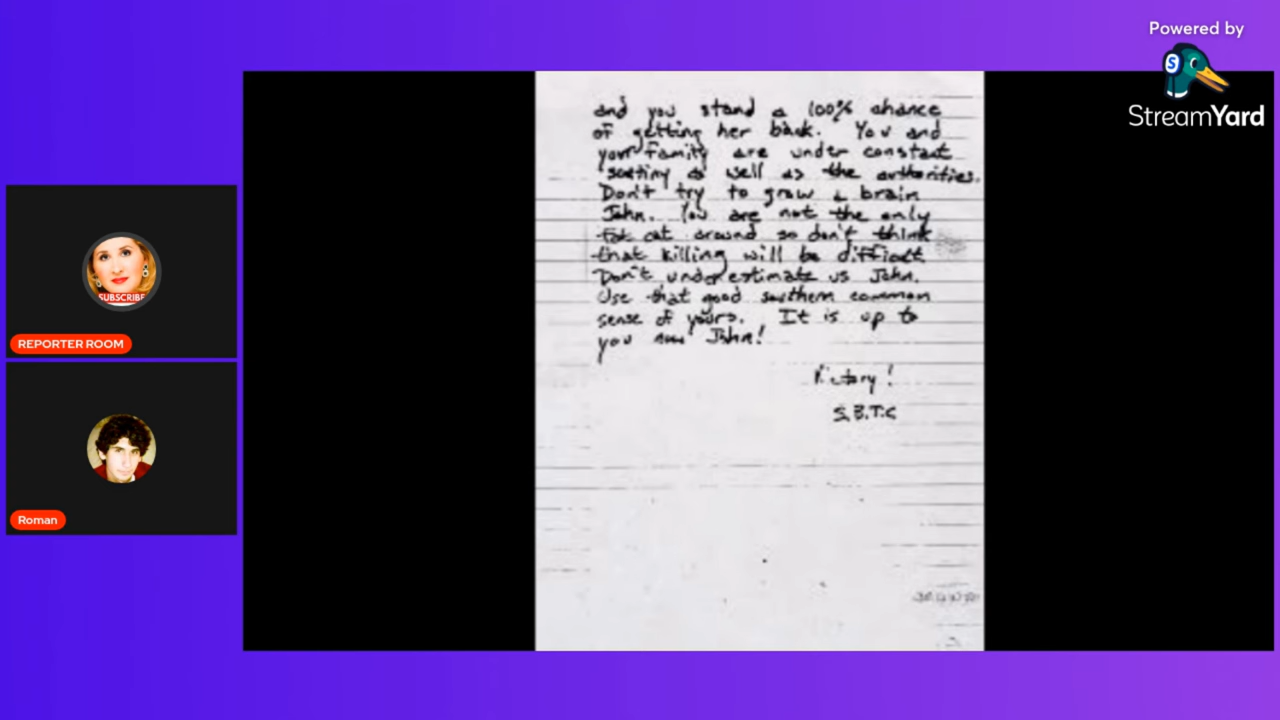 Powered by
StreamYard
SUBSCRIBE
REPORTER ROOM
Roman
and you stand a 100% chance
of getting her back. You and
your family are under constant
scutiny as well as the authorities.
Don't try to grow a brain
John. You are not the only
fat cat around so don't think
that killing will be difficult.
Don't underestimate us John.
Use that good southern common
sense of yours. It is up to
you now John!
Victory!
S.B.T.C